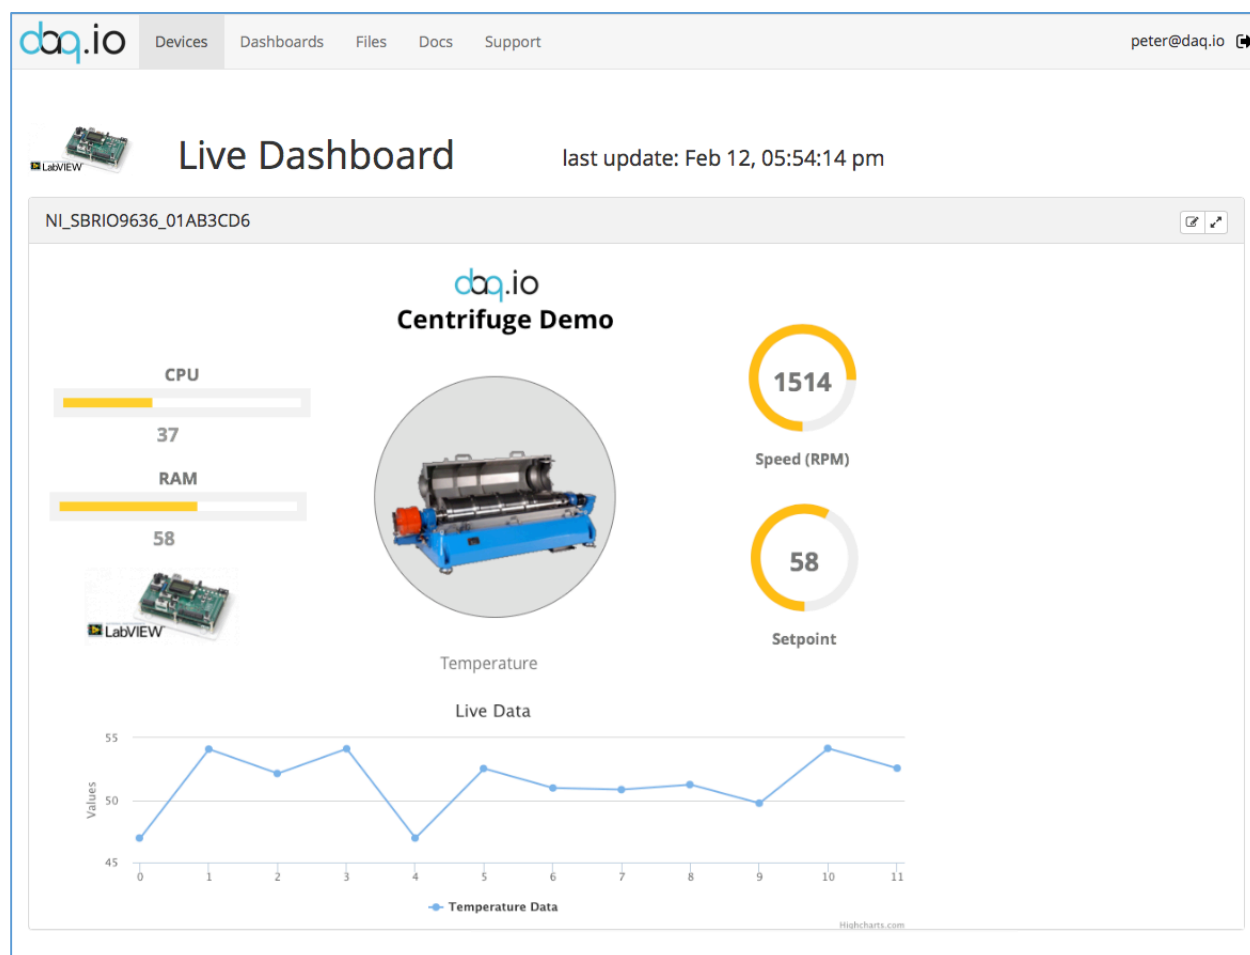 daq.io Devices Dashboards Files Docs Support peter@daq.io
LabVIEW
Live Dashboard last update: Feb 12, 05:54:14 pm
NI_SBRIO9636_01AB3CD6
daq.io
Centrifuge Demo
CPU
37
RAM
58
LabVIEW
1514
Speed (RPM)
58
Setpoint
Temperature
Live Data
Values
55
50
45
0 1 2 3 4 5 6 7 8 9 10 11
Temperature Data
Highcharts.com